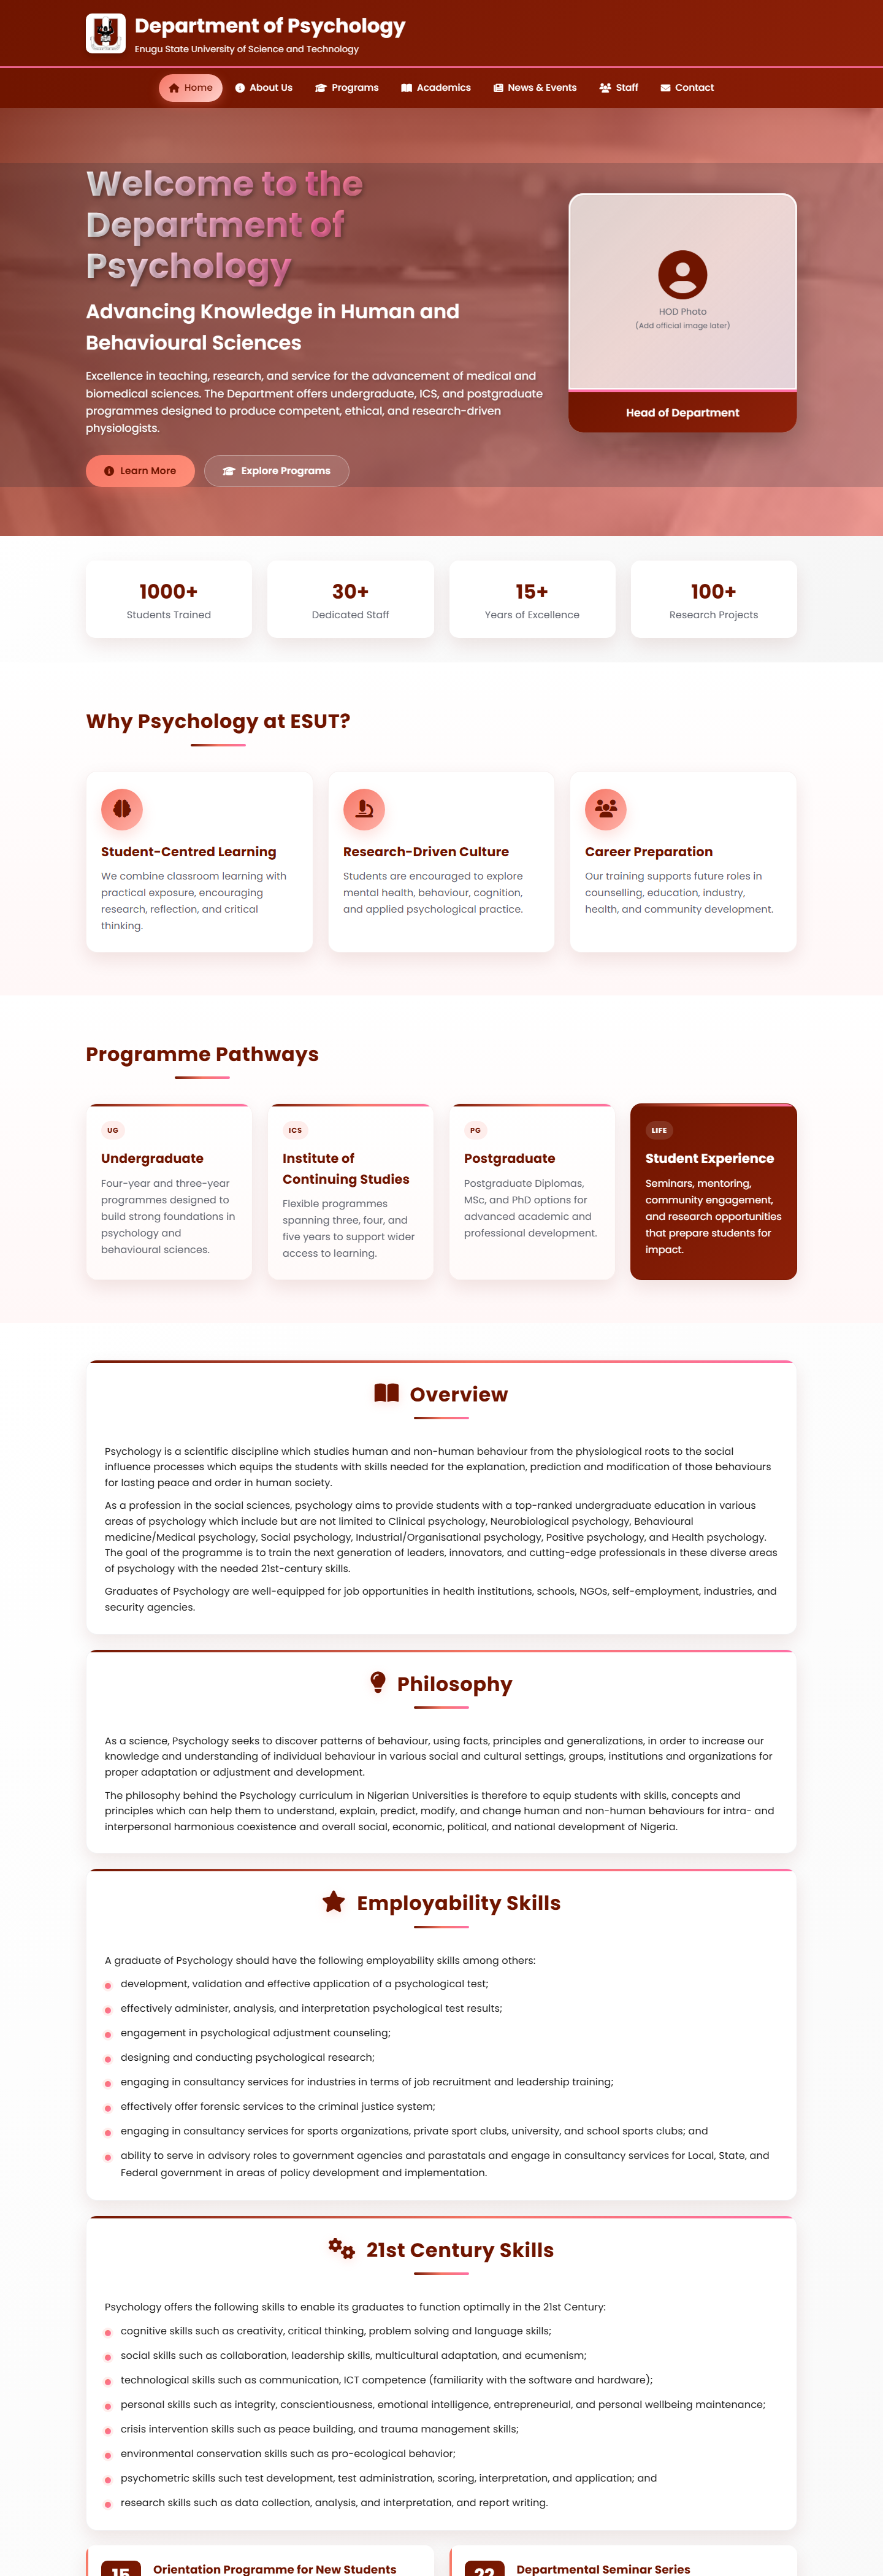 Department of Psychology
Enugu State University of Science and Technology
Home
About Us
Programs
Academics
News & Events
Staff
Contact
Welcome to the
Department of
Psychology
Advancing Knowledge in Human and
Behavioural Sciences
Excellence in teaching, research, and service for the advancement of medical and
biomedical sciences. The Department offers undergraduate, ICS, and postgraduate
programmes designed to produce competent, ethical, and research-driven
physiologists.
Learn More
Explore Programs
HOD Photo
(Add official image later)
Head of Department
1000+
Students Trained
30+
Dedicated Staff
15+
Years of Excellence
100+
Research Projects
Why Psychology at ESUT?
Student-Centred Learning
We combine classroom learning with
practical exposure, encouraging
research, reflection, and critical
thinking.
Research-Driven Culture
Students are encouraged to explore
mental health, behaviour, cognition,
and applied psychological practice.
Career Preparation
Our training supports future roles in
counselling, education, industry,
health, and community development.
Programme Pathways
UG
Undergraduate
Four-year and three-year
programmes designed to
build strong foundations in
psychology and
behavioural sciences.
ICS
Institute of
Continuing Studies
Flexible programmes
spanning three, four, and
five years to support wider
access to learning.
PG
Postgraduate
Postgraduate Diplomas,
MSc, and PhD options for
advanced academic and
professional development.
LIFE
Student Experience
Seminars, mentoring,
community engagement,
and research opportunities
that prepare students for
impact.
Overview
Psychology is a scientific discipline which studies human and non-human behaviour from the physiological roots to the social
influence processes which equips the students with skills needed for the explanation, prediction and modification of those behaviours
for lasting peace and order in human society.
As a profession in the social sciences, psychology aims to provide students with a top-ranked undergraduate education in various
areas of psychology which include but are not limited to Clinical psychology, Neurobiological psychology, Behavioural
medicine/Medical psychology, Social psychology, Industrial/Organisational psychology, Positive psychology, and Health psychology.
The goal of the programme is to train the next generation of leaders, innovators, and cutting-edge professionals in these diverse areas
of psychology with the needed 21st-century skills.
Graduates of Psychology are well-equipped for job opportunities in health institutions, schools, NGOs, self-employment, industries, and
security agencies.
Philosophy
As a science, Psychology seeks to discover patterns of behaviour, using facts, principles and generalizations, in order to increase our
knowledge and understanding of individual behaviour in various social and cultural settings, groups, institutions and organizations for
proper adaptation or adjustment and development.
The philosophy behind the Psychology curriculum in Nigerian Universities is therefore to equip students with skills, concepts and
principles which can help them to understand, explain, predict, modify, and change human and non-human behaviours for intra- and
interpersonal harmonious coexistence and overall social, economic, political, and national development of Nigeria.
Employability Skills
A graduate of Psychology should have the following employability skills among others:
development, validation and effective application of a psychological test;
effectively administer, analysis, and interpretation psychological test results;
engagement in psychological adjustment counseling;
designing and conducting psychological research;
engaging in consultancy services for industries in terms of job recruitment and leadership training;
effectively offer forensic services to the criminal justice system;
engaging in consultancy services for sports organizations, private sport clubs, university, and school sports clubs; and
ability to serve in advisory roles to government agencies and parastatals and engage in consultancy services for Local, State, and
Federal government in areas of policy development and implementation.
21st Century Skills
Psychology offers the following skills to enable its graduates to function optimally in the 21st Century:
cognitive skills such as creativity, critical thinking, problem solving and language skills;
social skills such as collaboration, leadership skills, multicultural adaptation, and ecumenism;
technological skills such as communication, ICT competence (familiarity with the software and hardware);
personal skills such as integrity, conscientiousness, emotional intelligence, entrepreneurial, and personal wellbeing maintenance;
crisis intervention skills such as peace building, and trauma management skills;
environmental conservation skills such as pro-ecological behavior;
psychometric skills such test development, test administration, scoring, interpretation, and application; and
research skills such as data collection, analysis, and interpretation, and report writing.
15
Orientation Programme for New Students
22
Departmental Seminar Series